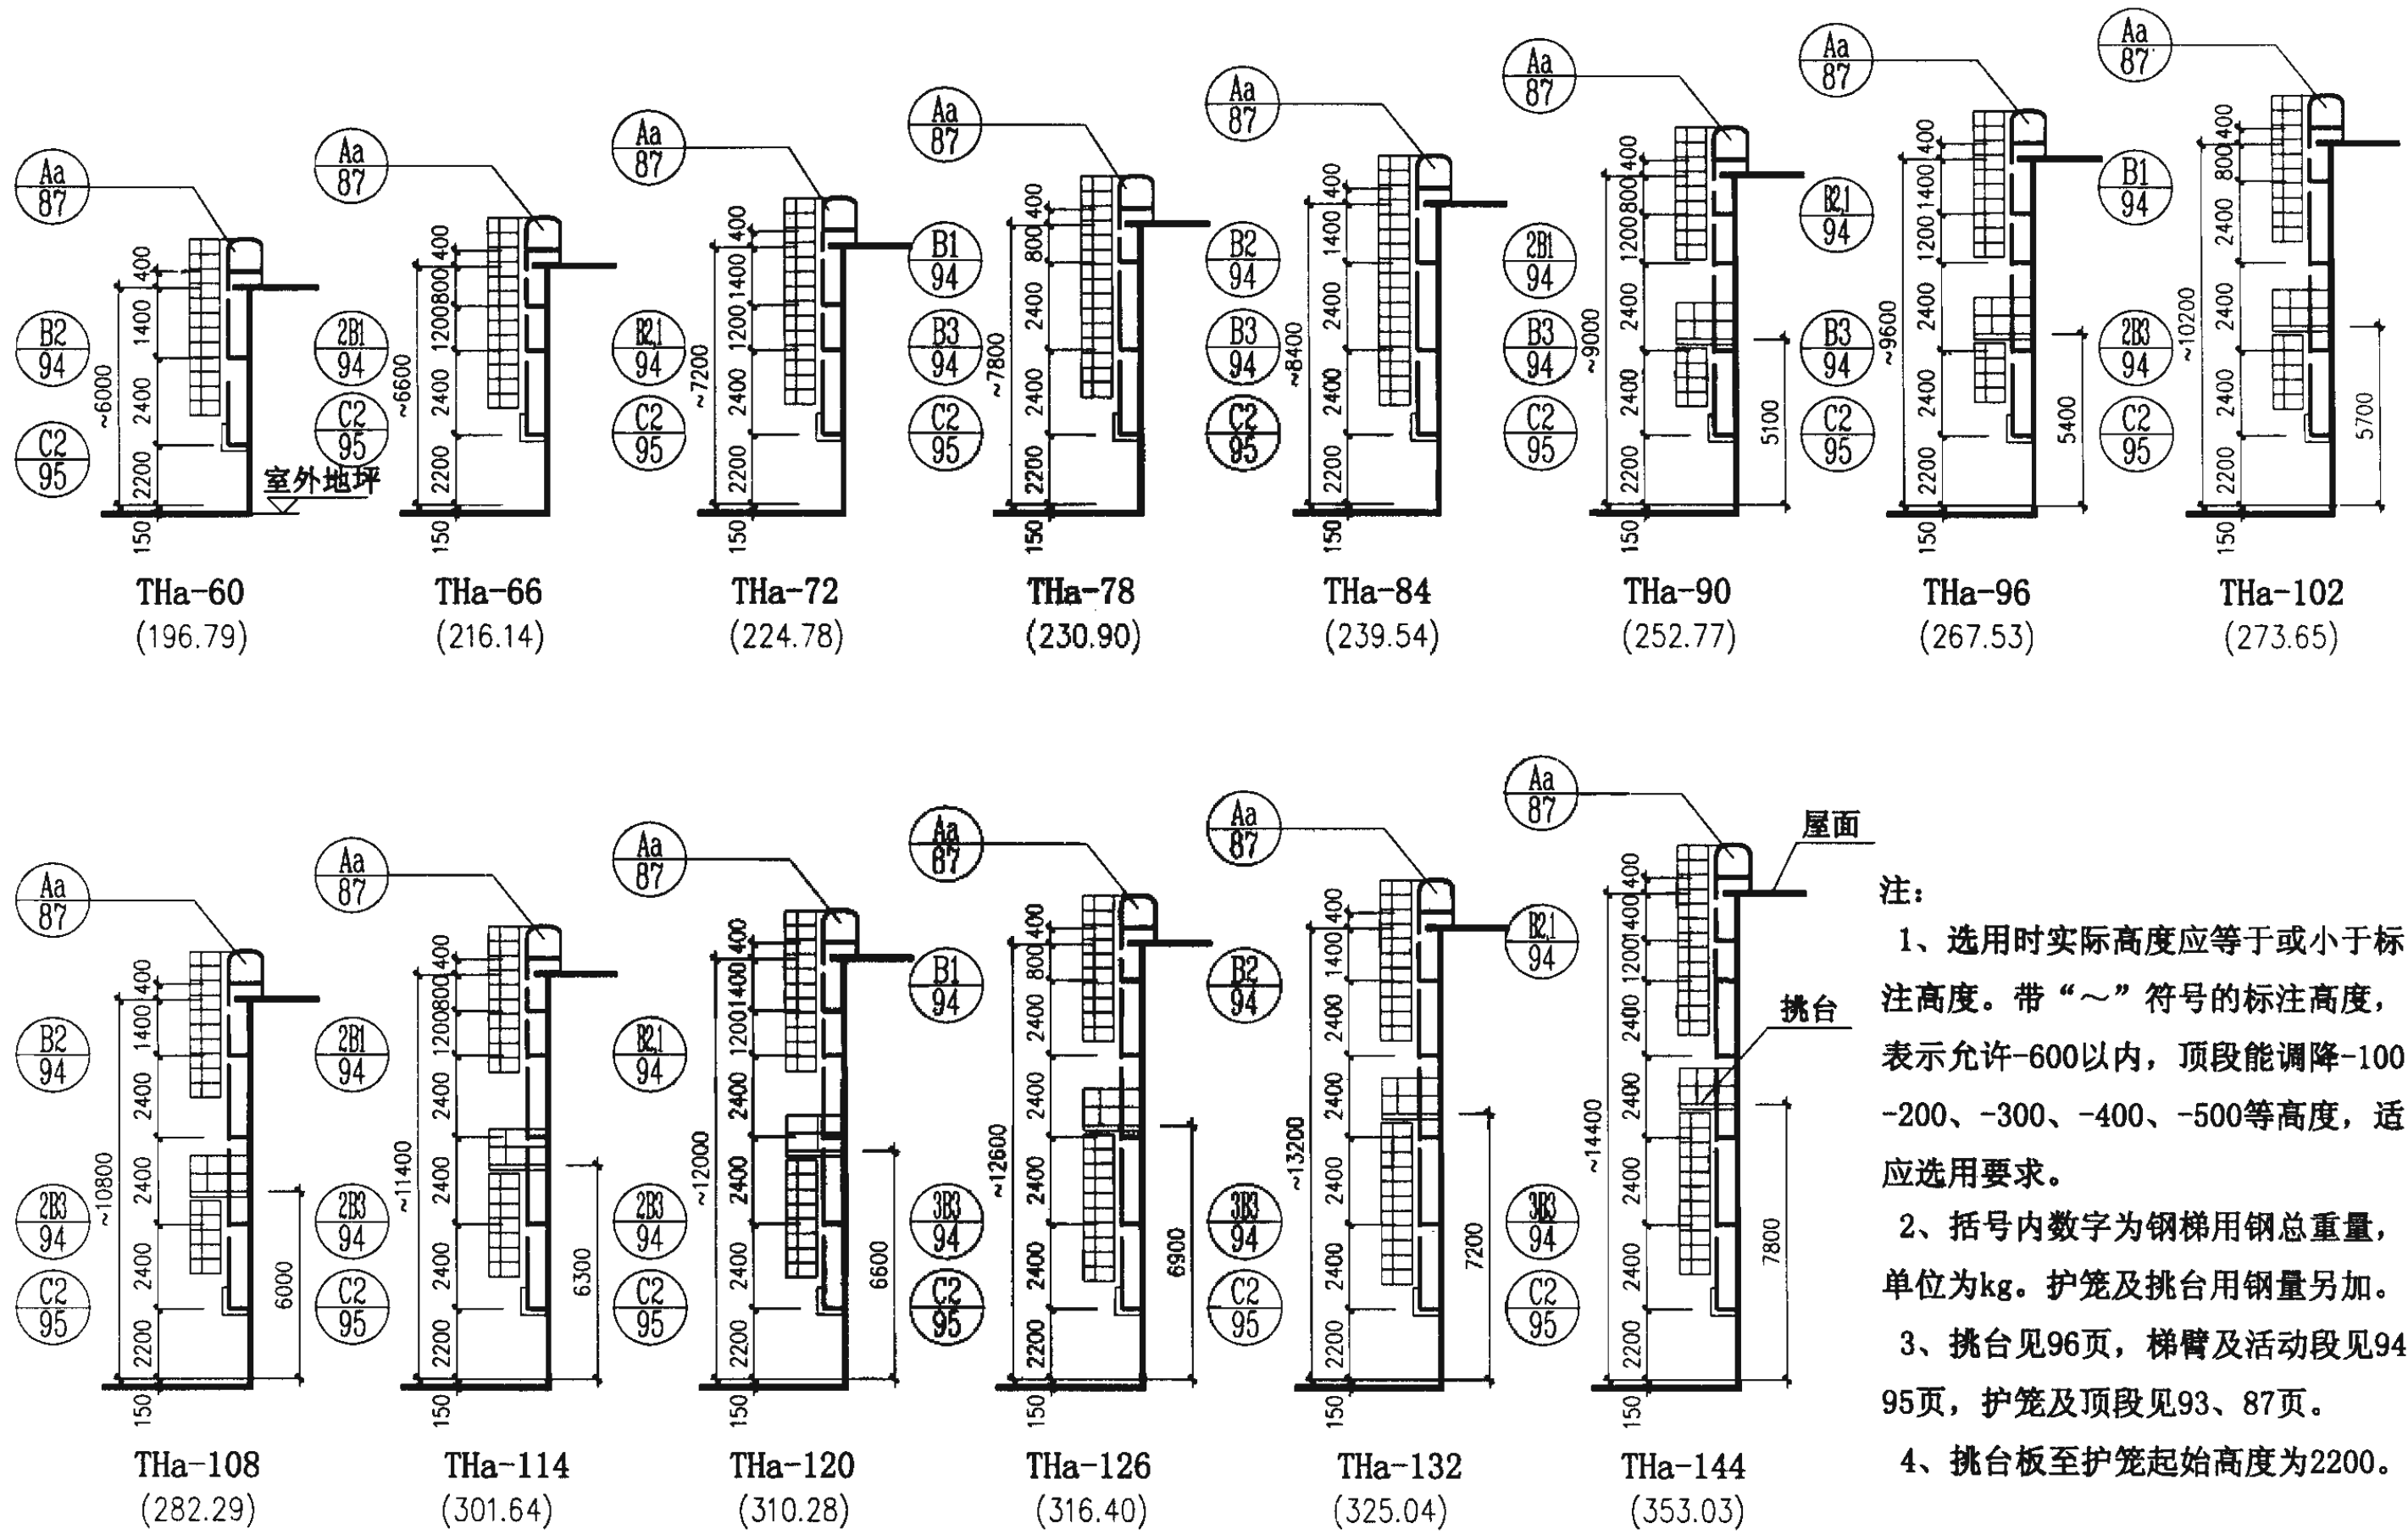 Aa
87
B2
94
C2
95
400
1400
2400
2200
150
~6000
室外地坪
THa-60
(196.79)
Aa
87
2B1
94
C2
95
400
800
1200
2400
2200
150
~6600
THa-66
(216.14)
Aa
87
B2,1
94
C2
95
400
1400
1200
2400
2200
150
~7200
THa-72
(224.78)
Aa
87
B1
94
B3
94
C2
95
400
800
2400
2400
2200
150
~7800
THa-78
(230.90)
Aa
87
B2
94
B3
94
C2
95
400
1400
2400
2400
2200
150
~8400
THa-84
(239.54)
Aa
87
2B1
94
B3
94
C2
95
400
800
1200
2400
2400
2200
150
~9000
5100
THa-90
(252.77)
Aa
87
B2,1
94
B3
94
C2
95
400
1400
1200
2400
2400
2200
150
~9600
5400
THa-96
(267.53)
Aa
87
B1
94
2B3
94
C2
95
400
800
2400
2400
2400
2200
150
~10200
5700
THa-102
(273.65)
Aa
87
B2
94
2B3
94
C2
95
400
1400
2400
2400
2400
2200
150
~10800
6000
THa-108
(282.29)
Aa
87
2B1
94
2B3
94
C2
95
400
800
1200
2400
2400
2400
2200
150
~11400
6300
THa-114
(301.64)
Aa
87
B2,1
94
2B3
94
C2
95
400
1400
1200
2400
2400
2400
2200
150
~12000
6600
THa-120
(310.28)
Aa
87
B1
94
3B3
94
C2
95
400
800
2400
2400
2400
2400
2200
150
~12600
6900
THa-126
(316.40)
Aa
87
B2
94
3B3
94
C2
95
400
1400
2400
2400
2400
2400
2200
150
~13200
7200
THa-132
(325.04)
Aa
87
B2,1
94
3B3
94
C2
95
400
1400
1200
2400
2400
2400
2400
2200
150
~14400
7800
屋面
挑台
THa-144
(353.03)
注：
1、选用时实际高度应等于或小于标
注高度。带“～”符号的标注高度，
表示允许-600以内，顶段能调降-100
-200、-300、-400、-500等高度，适
应选用要求。
2、括号内数字为钢梯用钢总重量，
单位为kg。护笼及挑台用钢量另加。
3、挑台见96页，梯臂及活动段见94
95页，护笼及顶段见93、87页。
4、挑台板至护笼起始高度为2200。